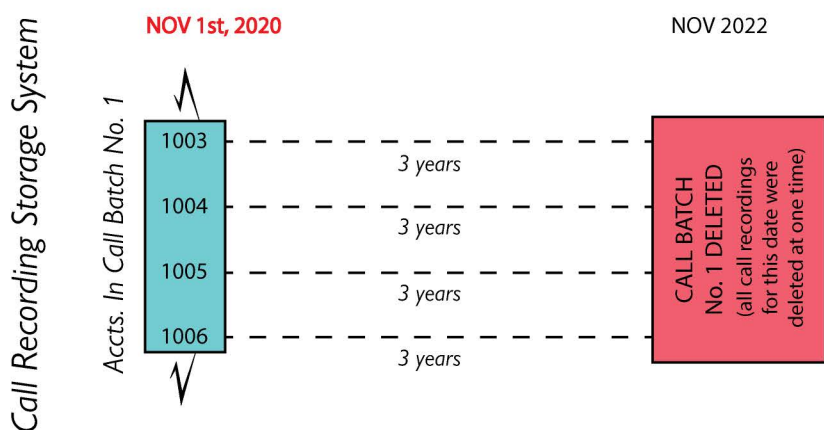 Call Recording Storage System
NOV 1st, 2020
NOV 2022
Accts. In Call Batch No. 1
1003
3 years
1004
3 years
1005
3 years
1006
3 years
CALL BATCH
No. 1 DELETED
(all call recordings
for this date were
deleted at one time)